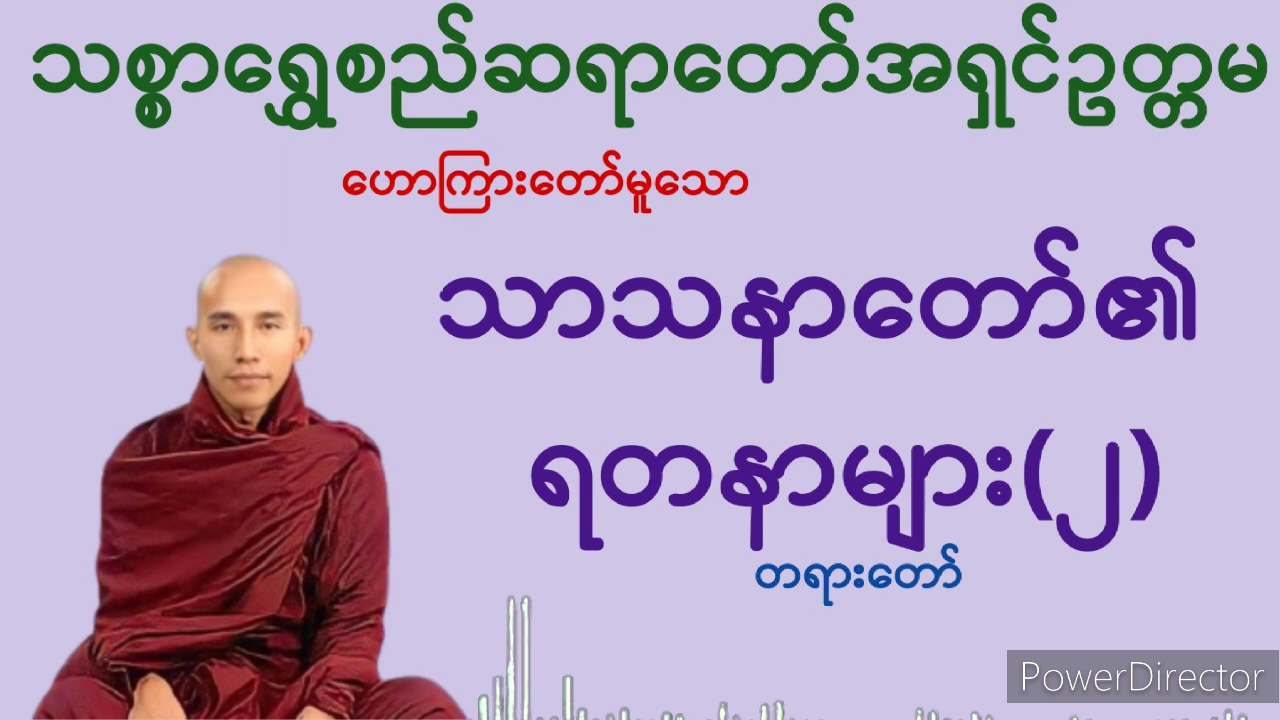 သစ္စာရွှေစည်ဆရာတော်အရှင်ဥတ္တမ
ဟောကြားတော်မူသော
သာသနာတော်၏
ရတနာများ(၂)
တရားတော်
PowerDirector